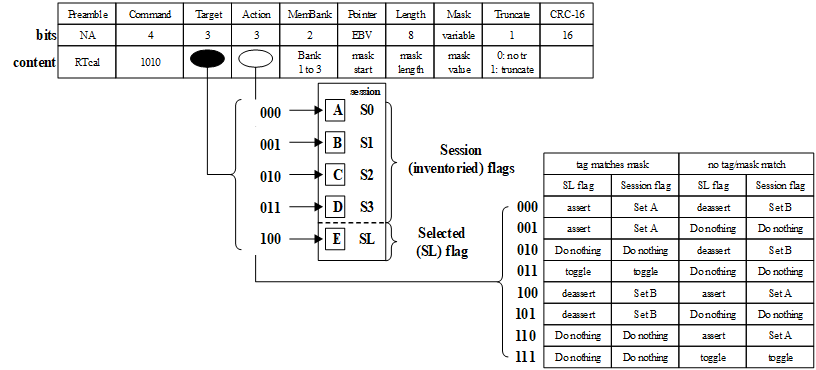 Preamble Command Target Action MemBank Pointer Length Mask Truncate CRC-16
bits NA 4 3 3 2 EBV 8 variable 1 16
content RTcal 1010 Bank 1 to 3 mask start mask length mask value 0: no tr 1: truncate
session
000 A S0
001 B S1
010 C S2
011 D S3
100 E SL
Session
(inventoried) flags
Selected
(SL) flag
tag matches mask no tag/mask match
SL flag Session flag SL flag Session flag
000 assert Set A deassert Set B
001 assert Set A Do nothing Do nothing
010 Do nothing Do nothing deassert Set B
011 toggle toggle Do nothing Do nothing
100 deassert Set B assert Set A
101 deassert Set B Do nothing Do nothing
110 Do nothing Do nothing assert Set A
111 Do nothing Do nothing toggle toggle